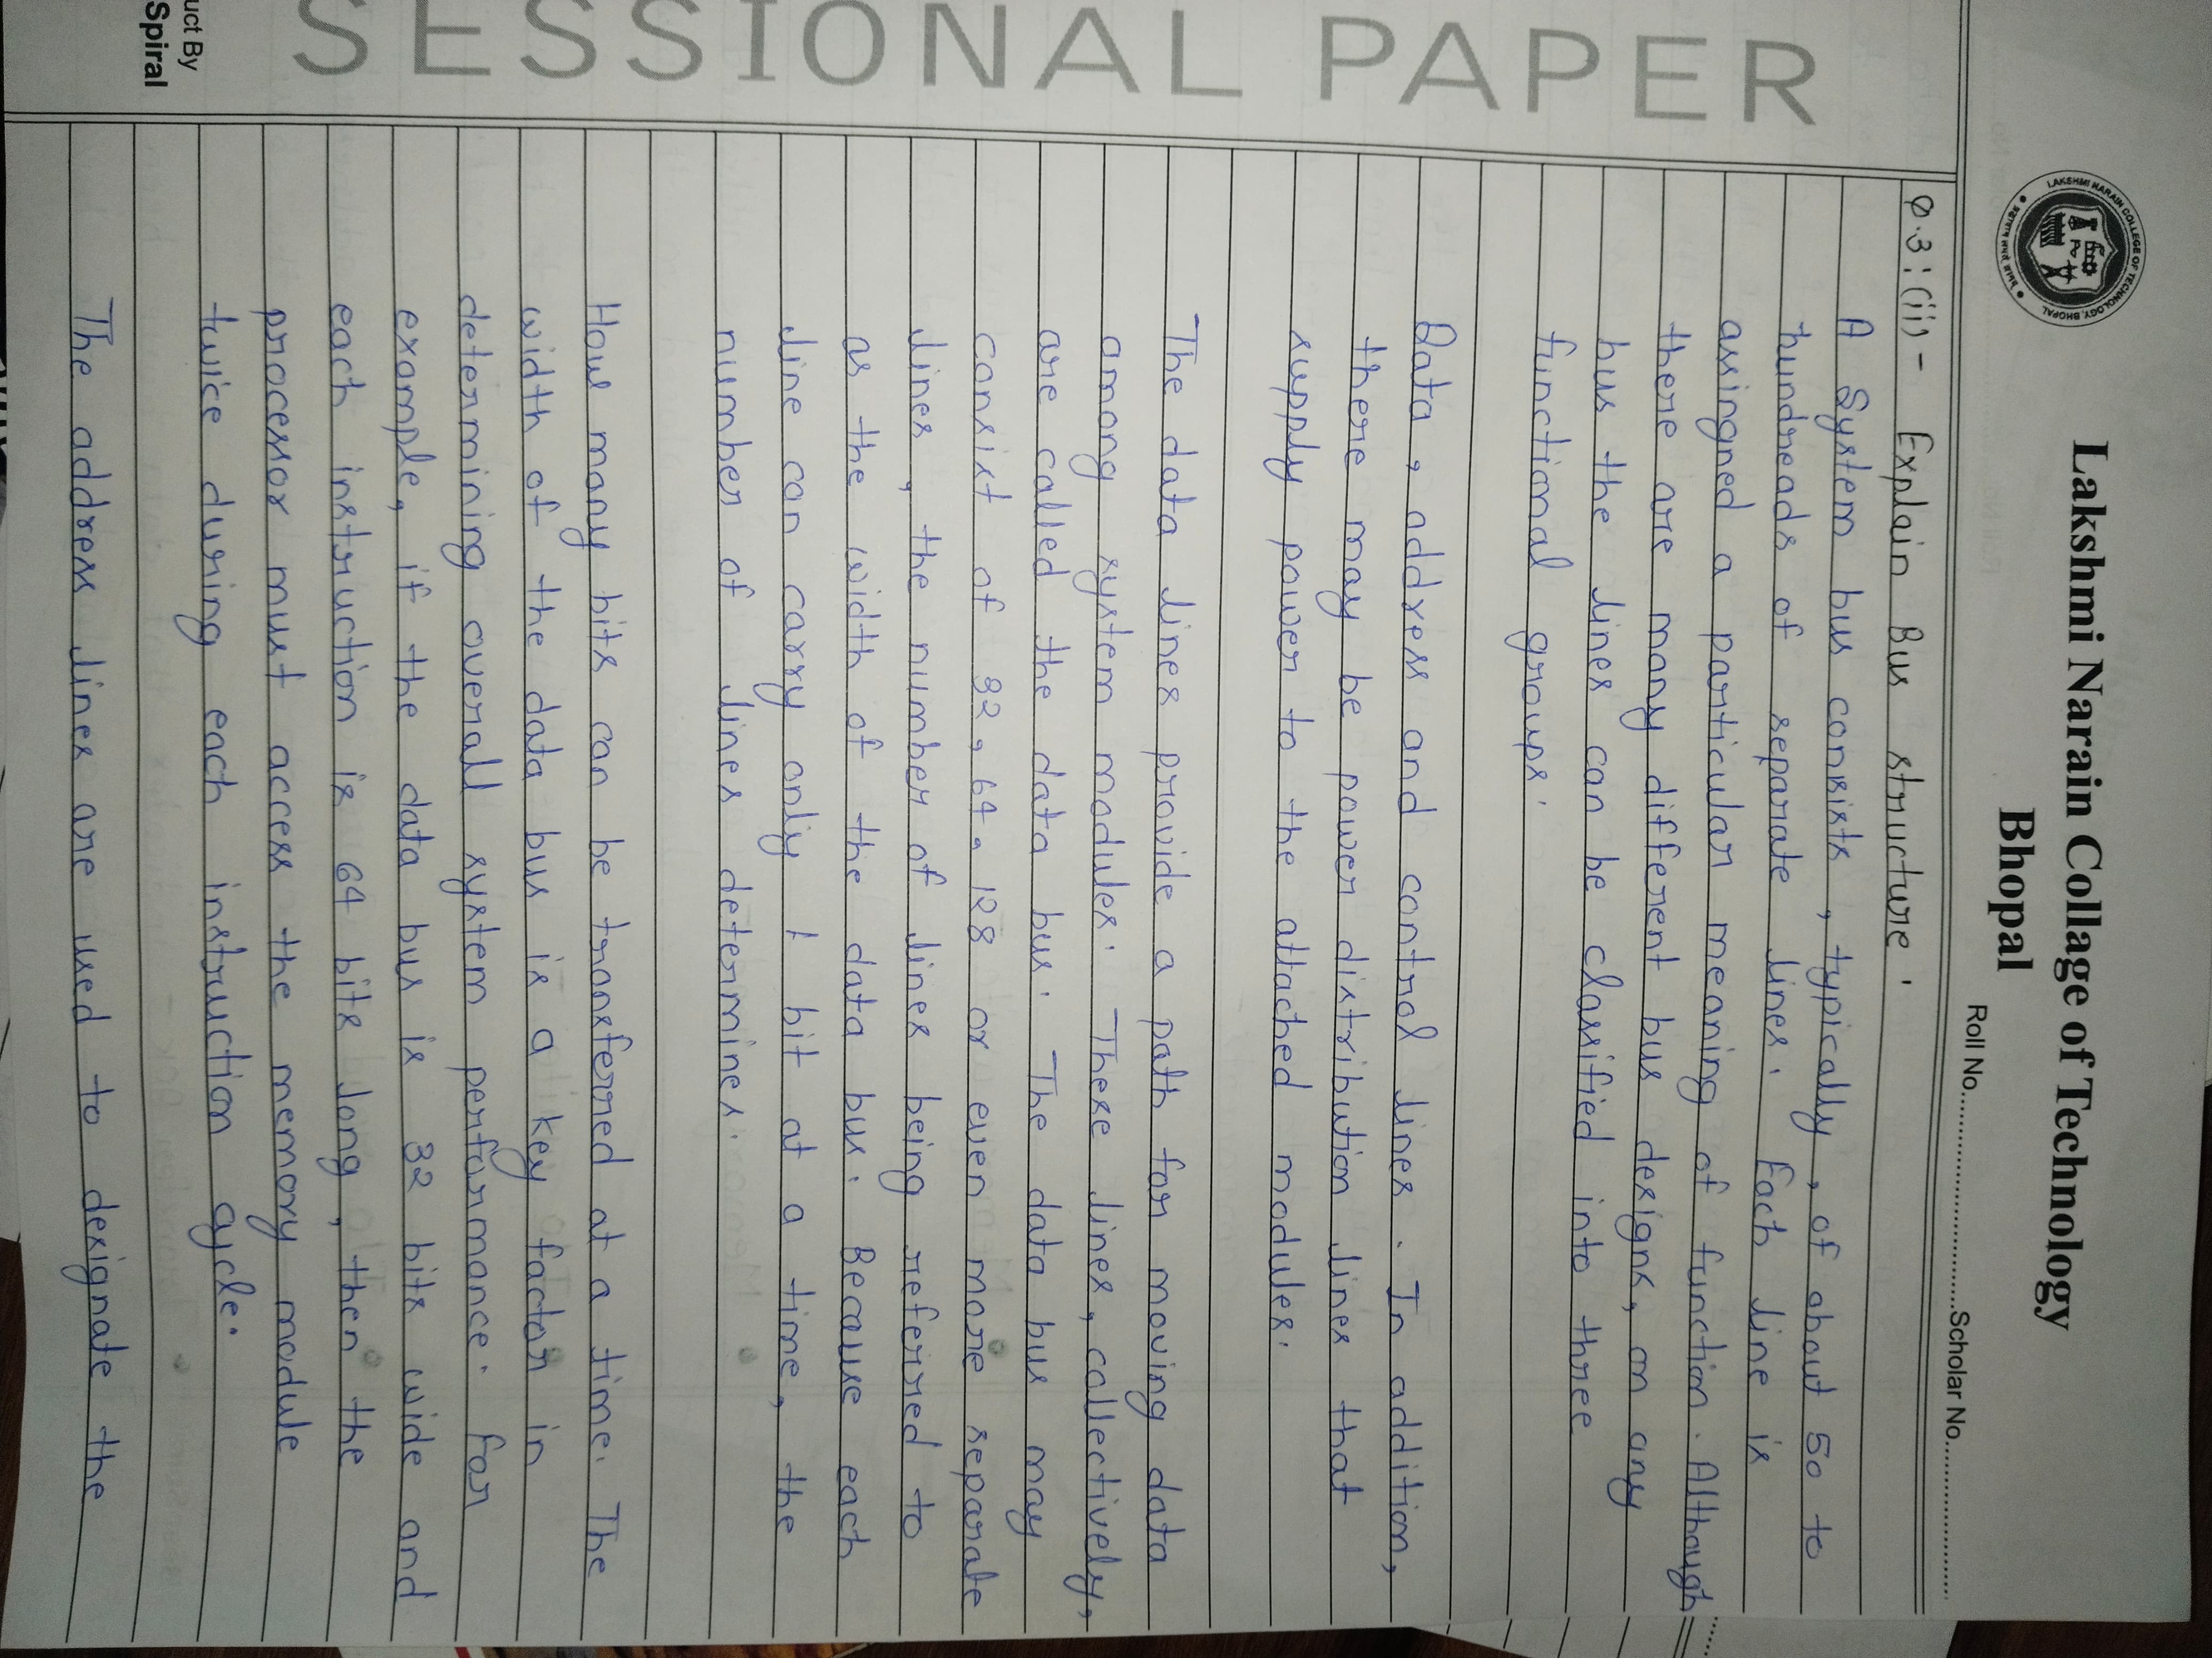 LAKSHMI NARAIN COLLEGE OF TECHNOLOGY, BHOPAL
Lakshmi Narain Collage of Technology
Bhopal
Roll No..............................Scholar No......................
SESSIONAL PAPER
Q.3:(ii)- Explain Bus structure.
A System bus consists, typically, of about 50 to
hundreads of separate lines. Each line is
assingned a particular meaning of function. Although
there are many different bus designs, on any
bus the lines can be classified into three
functional groups.
Data, address and control lines. In addition,
there may be power distribution lines that
supply power to the attached modules.
The data lines provide a path for moving data
among system modules. These lines, collectively,
are called the data bus. The data bus may
consist of 32, 64, 128 or even more separate
lines, the number of lines being referred to
as the width of the data bus. Because each
line can carry only 1 bit at a time, the
number of lines determines.
How many bits can be transferred at a time. The
width of the data bus is a key factor in
determining overall system performance. For
example, if the data bus is 32 bits wide and
each instruction is 64 bits long, then the
processor must access the memory module
twice during each instruction cycle.
The address lines are used to designate the
uct By
Spiral